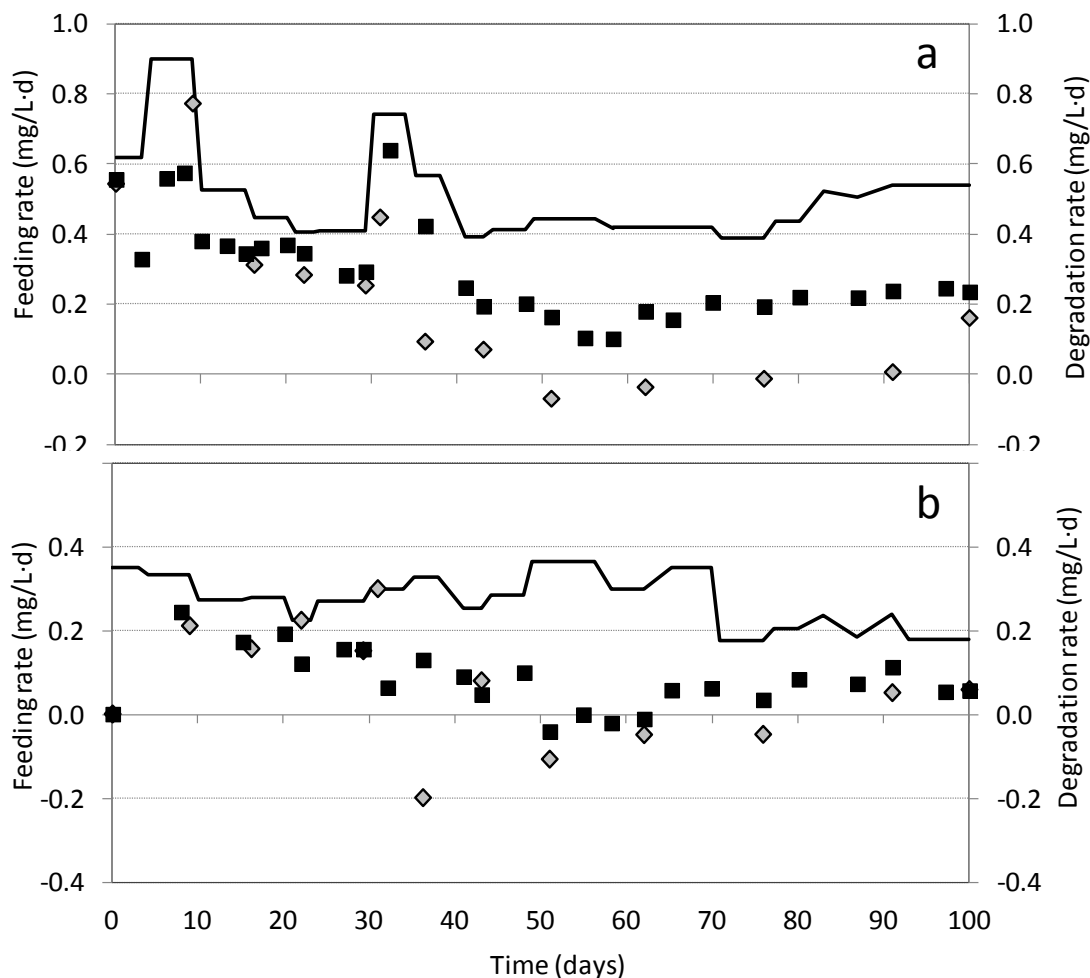 a
Feeding rate (mg/L·d)
Degradation rate (mg/L·d)
1.0 1.0
0.8 0.8
0.6 0.6
0.4 0.4
0.2 0.2
0.0 0.0
-0.2 -0.2
b
Feeding rate (mg/L·d)
Degradation rate (mg/L·d)
0.4 0.4
0.2 0.2
0.0 0.0
-0.2 -0.2
-0.4 -0.4
0 10 20 30 40 50 60 70 80 90 100
Time (days)